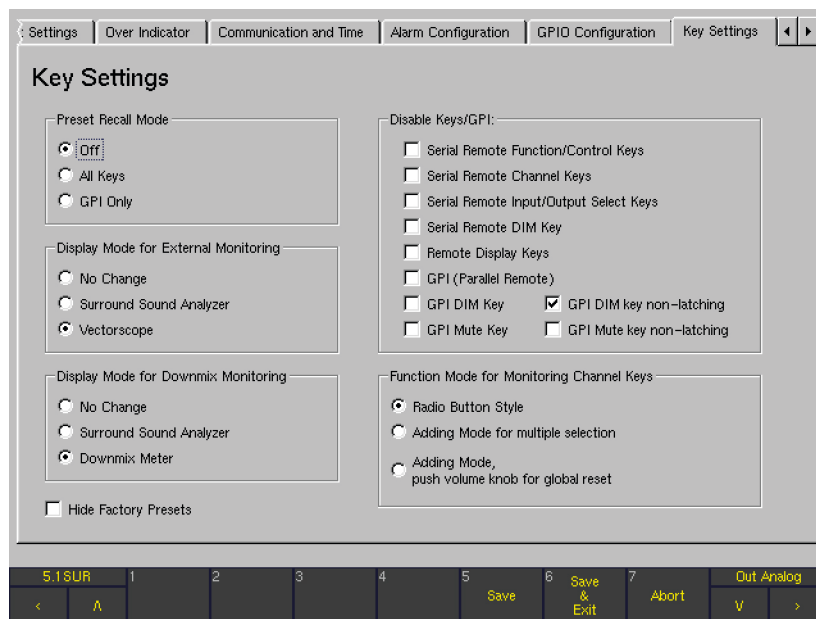 : Settings
Over Indicator
Communication and Time
Alarm Configuration
GPIO Configuration
Key Settings
Key Settings
Preset Recall Mode
Off
All Keys
GPI Only
Display Mode for External Monitoring
No Change
Surround Sound Analyzer
Vectorscope
Display Mode for Downmix Monitoring
No Change
Surround Sound Analyzer
Downmix Meter
Hide Factory Presets
Disable Keys/GPI:
Serial Remote Function/Control Keys
Serial Remote Channel Keys
Serial Remote Input/Output Select Keys
Serial Remote DIM Key
Remote Display Keys
GPI (Parallel Remote)
GPI DIM Key
GPI DIM key non-latching
GPI Mute Key
GPI Mute key non-latching
Function Mode for Monitoring Channel Keys
Radio Button Style
Adding Mode for multiple selection
Adding Mode,
push volume knob for global reset
5.1SUR
< Λ
1
2
3
4
5
Save
6
Save
&
Exit
7
Abort
Out Analog
V >